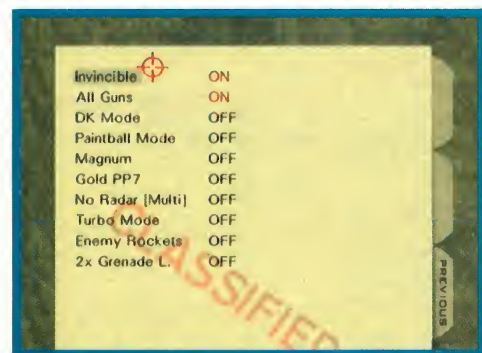 Invincible ON
All Guns ON
DK Mode OFF
Paintball Mode OFF
Magnum OFF
Gold PP7 OFF
No Radar [Multi] OFF
Turbo Mode OFF
Enemy Rockets OFF
2x Grenade L. OFF
CLASSIFIED
PREVIOUS